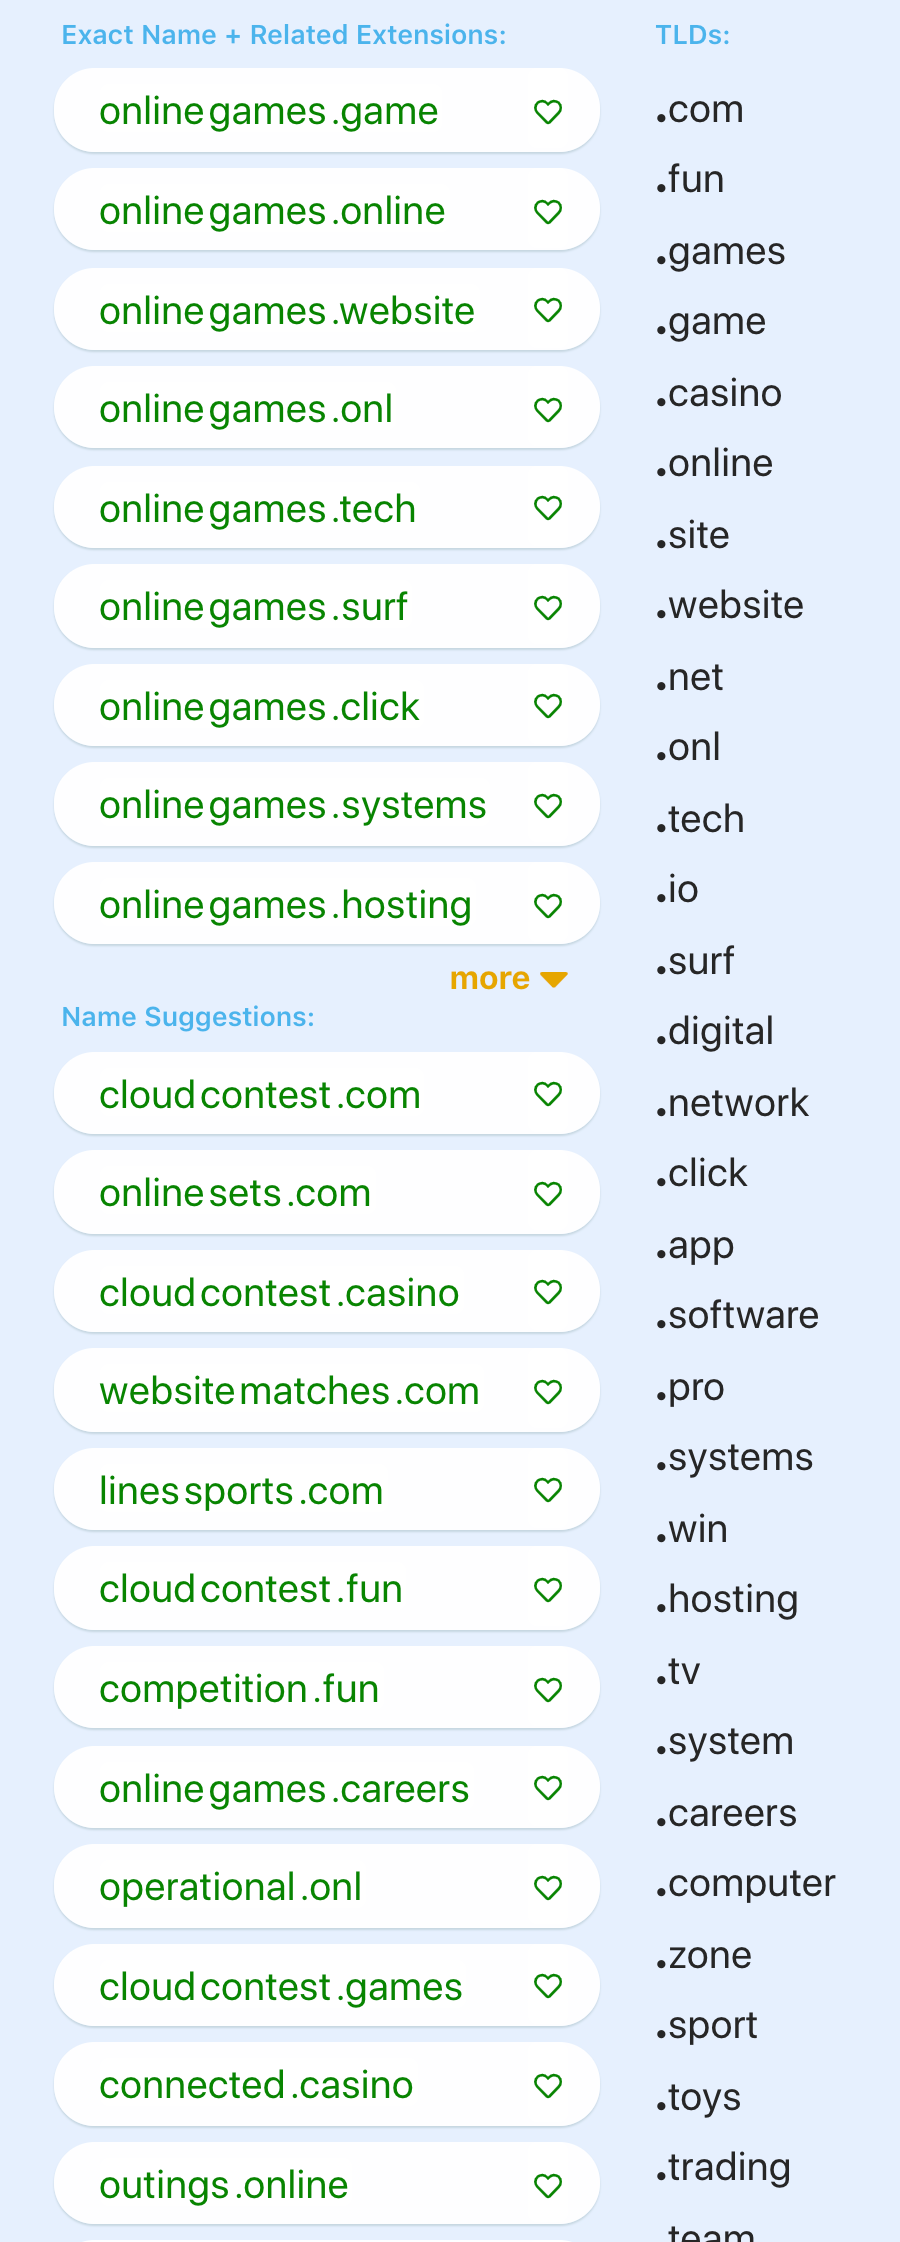 Exact Name + Related Extensions:
onlinegames.game
onlinegames.online
onlinegames.website
onlinegames.onl
onlinegames.tech
onlinegames.surf
onlinegames.click
onlinegames.systems
onlinegames.hosting
more
Name Suggestions:
cloudcontest.com
onlinesets.com
cloudcontest.casino
websitematches.com
linessports.com
cloudcontest.fun
competition.fun
onlinegames.careers
operational.onl
cloudcontest.games
connected.casino
outings.online
TLDs:
.com
.fun
.games
.game
.casino
.online
.site
.website
.net
.onl
.tech
.io
.surf
.digital
.network
.click
.app
.software
.pro
.systems
.win
.hosting
.tv
.system
.careers
.computer
.zone
.sport
.toys
.trading
.team